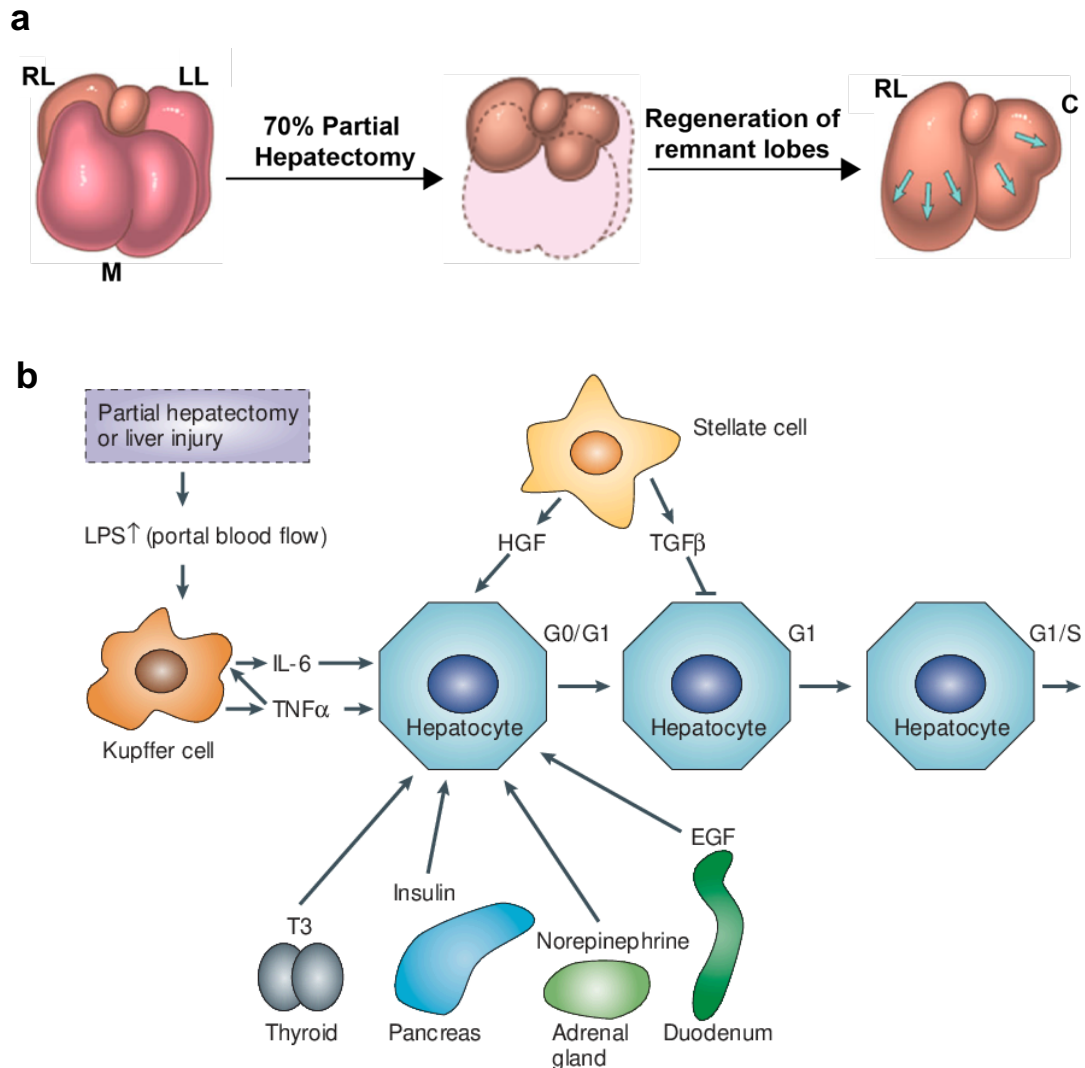 a
RL
LL
M
70% Partial
Hepatectomy
Regeneration of
remnant lobes
RL
C
b
Partial hepatectomy
or liver injury
LPS↑ (portal blood flow)
Stellate cell
HGF
TGFβ
IL-6
TNFα
Kupffer cell
Hepatocyte
G0/G1
Hepatocyte
G1
Hepatocyte
G1/S
T3
Thyroid
Insulin
Pancreas
Norepinephrine
Adrenal
gland
EGF
Duodenum